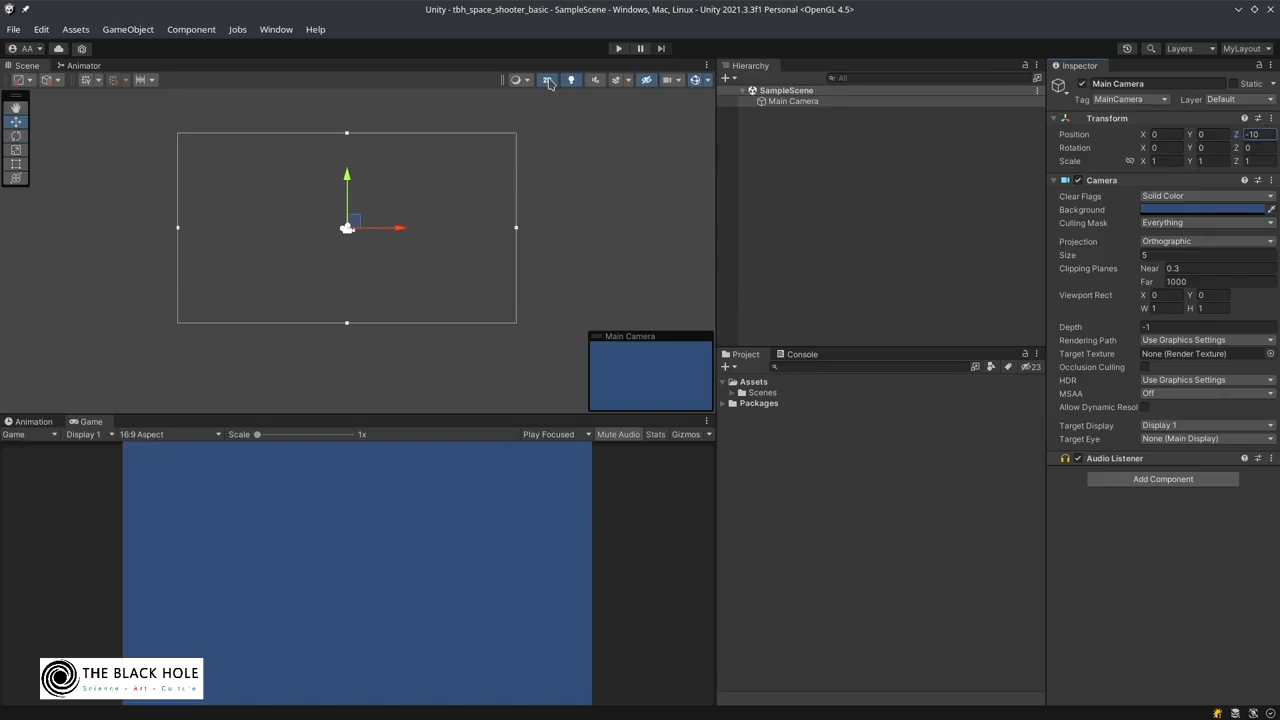 Unity - tbh_space_shooter_basic - SampleScene - Windows, Mac, Linux - Unity 2021.3.3f1 Personal <OpenGL 4.5>
File Edit Assets GameObject Component Jobs Window Help
AA Layers MyLayout
Scene Animator
2D
Main Camera
Animation Game
Game Display 1 16:9 Aspect Scale 1x Play Focused Mute Audio Stats Gizmos
THE BLACK HOLE
Science • Art • Culture
Hierarchy
All
SampleScene
Main Camera
Project Console
23
Assets
Scenes
Packages
Inspector
Main Camera Static
Tag MainCamera Layer Default
Transform
Position X 0 Y 0 Z -10
Rotation X 0 Y 0 Z 0
Scale X 1 Y 1 Z 1
Camera
Clear Flags Solid Color
Background
Culling Mask Everything
Projection Orthographic
Size 5
Clipping Planes Near 0.3
Far 1000
Viewport Rect X 0 Y 0
W 1 H 1
Depth -1
Rendering Path Use Graphics Settings
Target Texture None (Render Texture)
Occlusion Culling
HDR Use Graphics Settings
MSAA Off
Allow Dynamic Resol
Target Display Display 1
Target Eye None (Main Display)
Audio Listener
Add Component